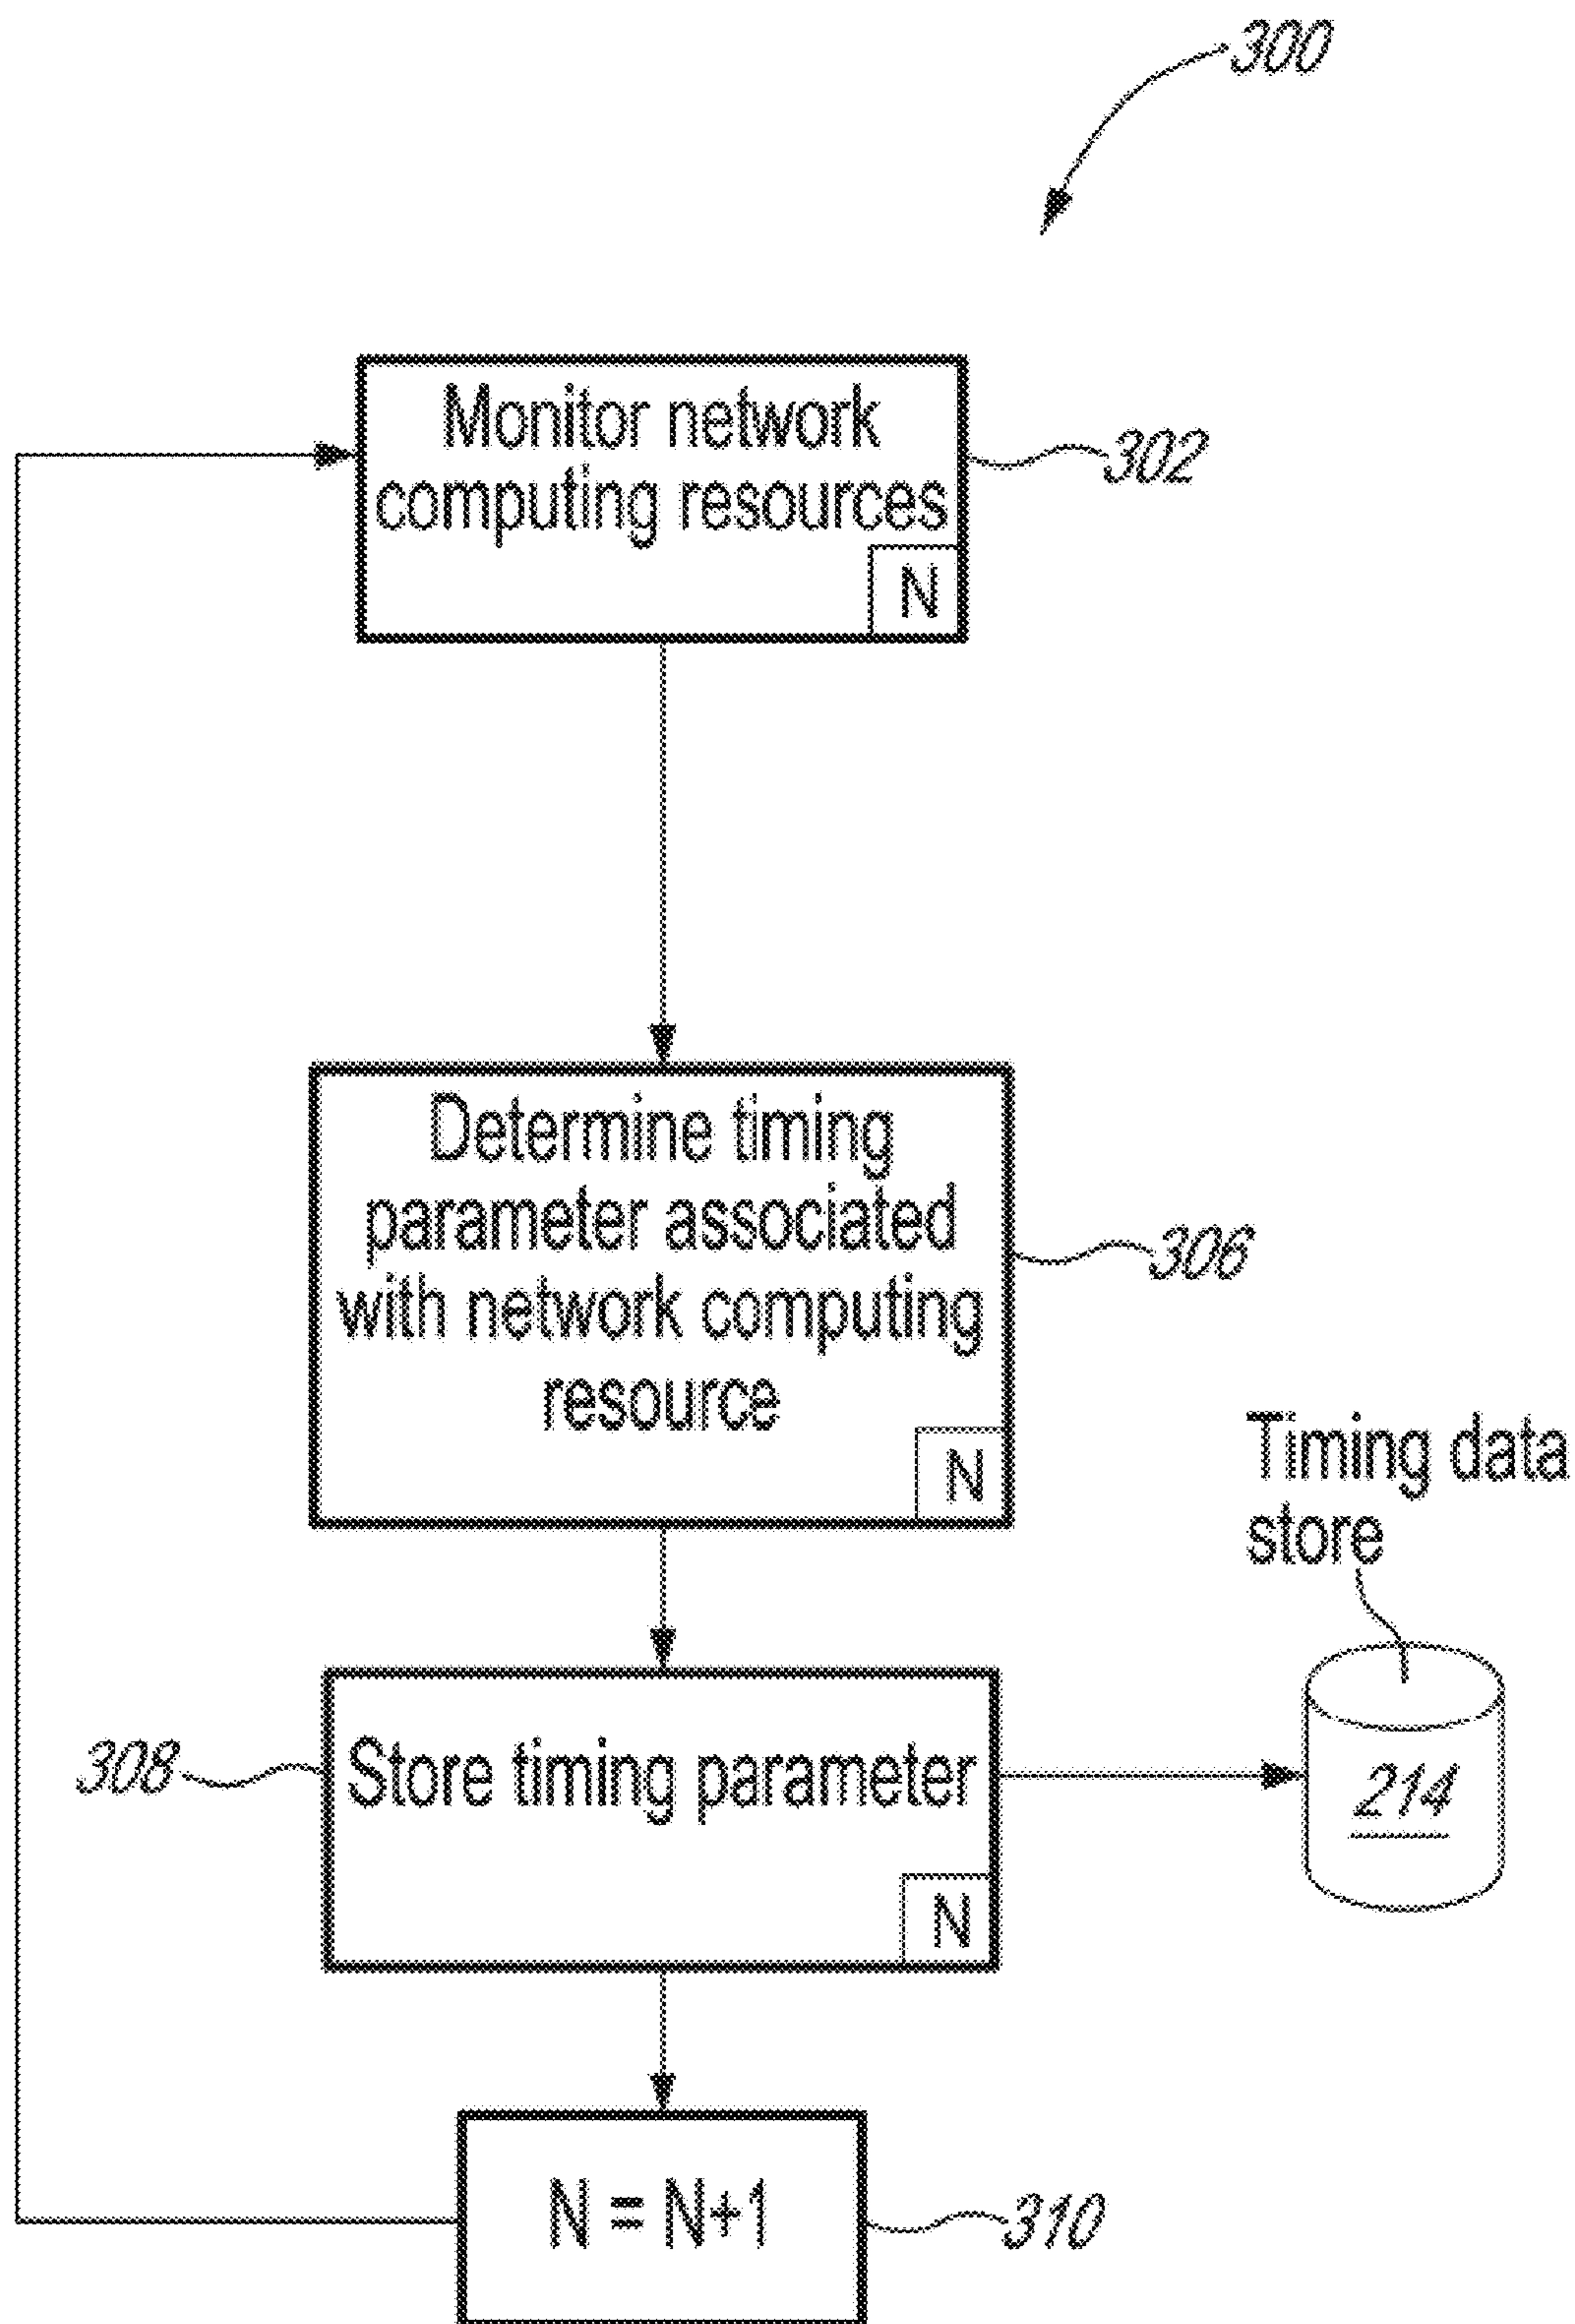 300
Monitor network
computing resources
N
302
Determine timing
parameter associated
with network computing
resource
N
306
Timing data
store
308
Store timing parameter
N
214
N = N+1
310